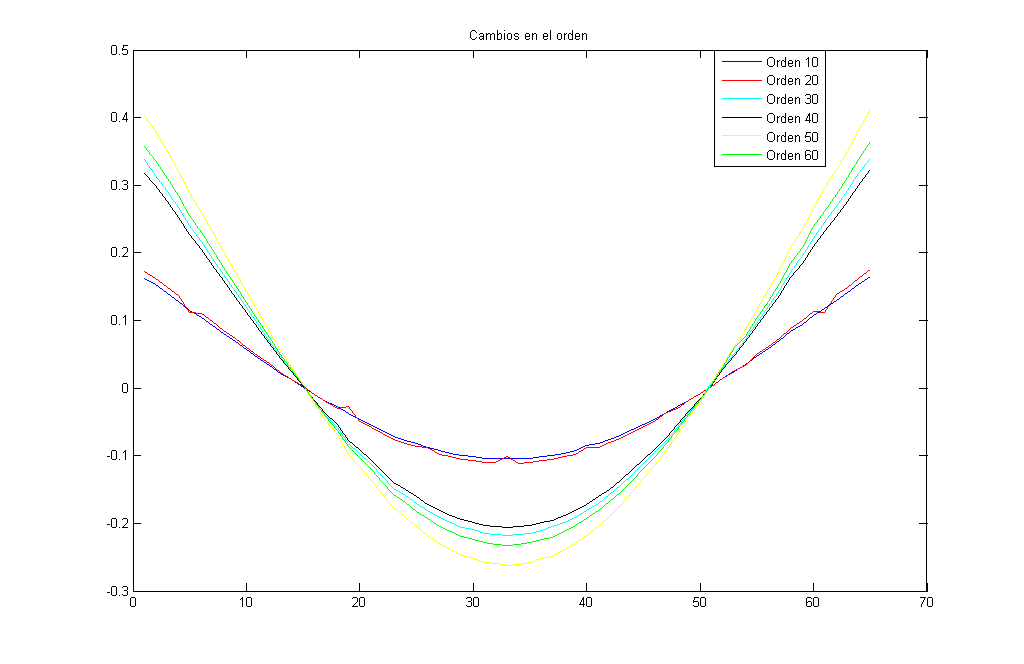 Cambios en el orden
0.5
0.4
0.3
0.2
0.1
0
-0.1
-0.2
-0.3
0 10 20 30 40 50 60 70
Orden 10
Orden 20
Orden 30
Orden 40
Orden 50
Orden 60